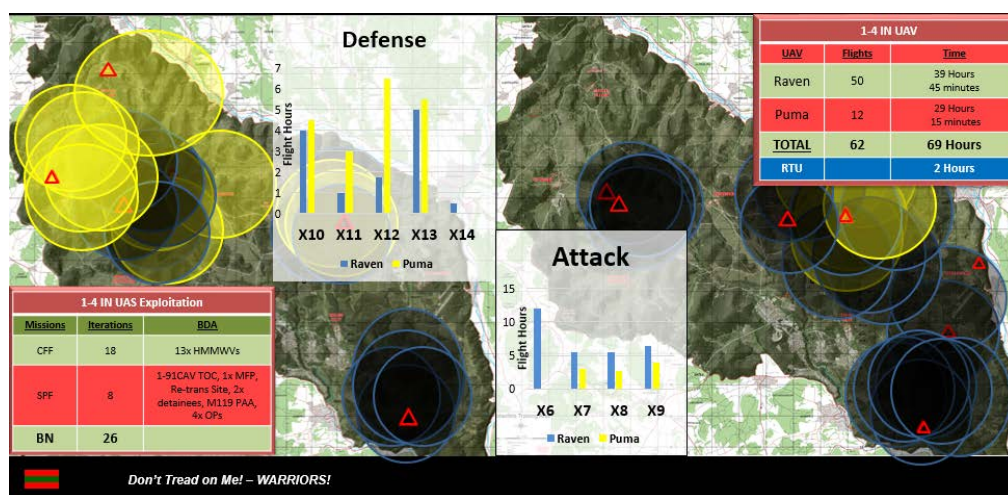 Defense
7
6
5
4
3
2
1
0
Flight Hours
X10 X11 X12 X13 X14
Raven Puma
1-4 IN UAS Exploitation
Missions Iterations BDA
CFF 18 13x HMMWVs
SPF 8 1-91CAV TOC, 1x MFP,
Re-trans Site, 2x
detainees, M119 PAA,
4x OPs
BN 26
Attack
15
10
5
0
Flight Hours
X6 X7 X8 X9
Raven Puma
1-4 IN UAV
UAV Flights Time
Raven 50 39 Hours
45 minutes
Puma 12 29 Hours
15 minutes
TOTAL 62 69 Hours
RTU 2 Hours
Don't Tread on Me! – WARRIORS!